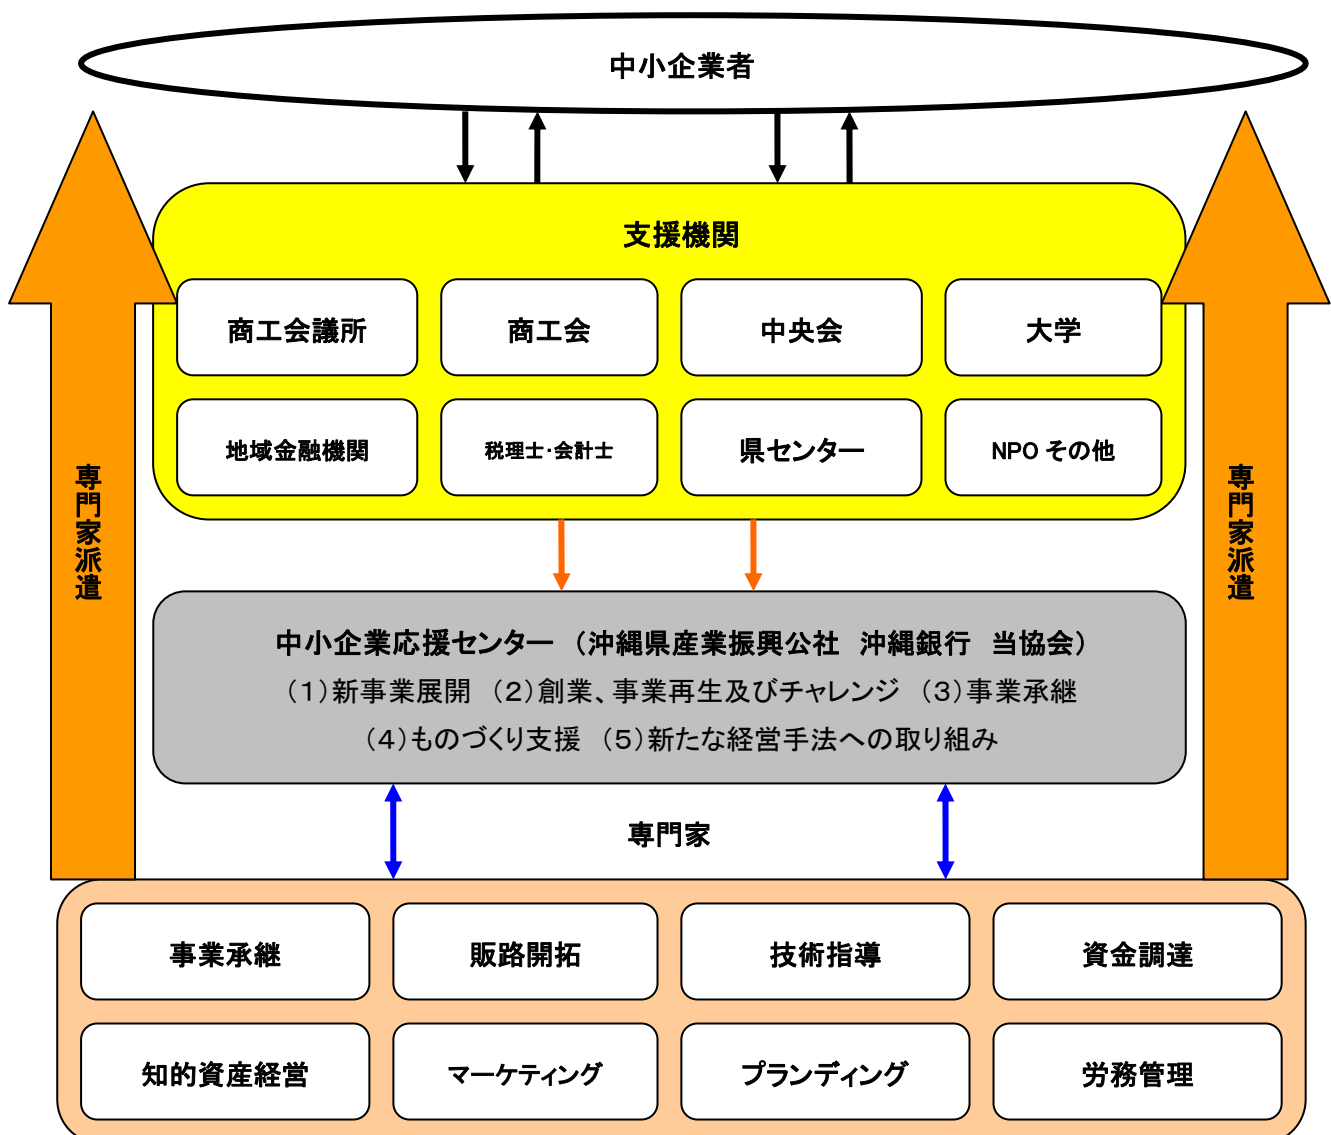 中小企業者
支援機関
商工会議所
商工会
中央会
大学
地域金融機関
税理士・会計士
県センター
NPO その他
専門家派遣
専門家派遣
中小企業応援センター （沖縄県産業振興公社　沖縄銀行　当協会）
（１）新事業展開　（２）創業、事業再生及びチャレンジ　（３）事業承継
（４）ものづくり支援　（５）新たな経営手法への取り組み
専門家
事業承継
販路開拓
技術指導
資金調達
知的資産経営
マーケティング
プランディング
労務管理